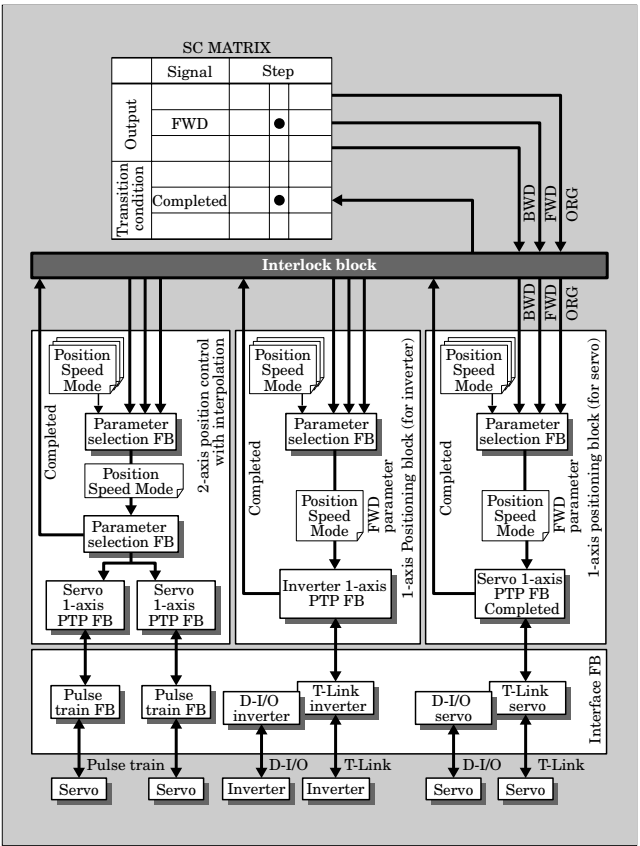 SC MATRIX
Signal
Step
Output
FWD
Transition
condition
Completed
BWD
FWD
ORG
Interlock block
BWD
FWD
ORG
Position
Speed
Mode
Completed
Parameter
selection FB
Position
Speed Mode
Parameter
selection FB
Servo
1-axis
PTP FB
Servo
1-axis
PTP FB
2-axis position control
with interpolation
Position
Speed
Mode
Completed
Parameter
selection FB
Position
Speed
Mode
FWD
parameter
Inverter 1-axis
PTP FB
1-axis Positioning block (for inverter)
Position
Speed
Mode
Completed
Parameter
selection FB
Position
Speed
Mode
FWD
parameter
Servo 1-axis
PTP FB
Completed
1-axis positioning block (for servo)
Pulse
train FB
Pulse
train FB
D-I/O
inverter
T-Link
inverter
D-I/O
servo
T-Link
servo
Interface FB
Pulse train
D-I/O
T-Link
D-I/O
T-Link
Servo
Servo
Inverter
Inverter
Servo
Servo